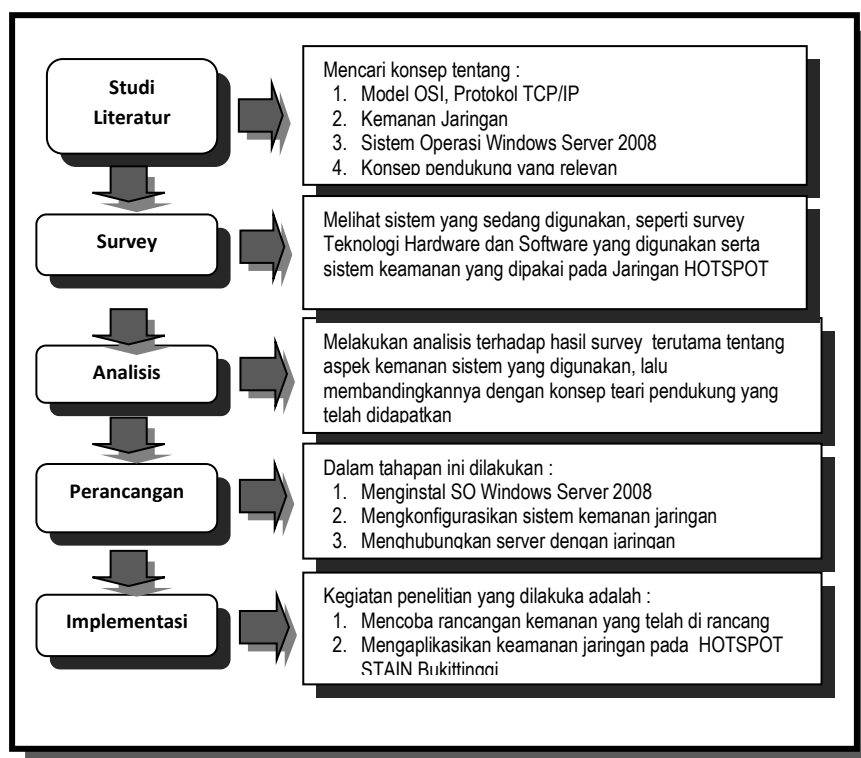 Studi
Literatur
Mencari konsep tentang :
1. Model OSI, Protokol TCP/IP
2. Kemanan Jaringan
3. Sistem Operasi Windows Server 2008
4. Konsep pendukung yang relevan
Survey
Melihat sistem yang sedang digunakan, seperti survey
Teknologi Hardware dan Software yang digunakan serta
sistem keamanan yang dipakai pada Jaringan HOTSPOT
Analisis
Melakukan analisis terhadap hasil survey terutama tentang
aspek kemanan sistem yang digunakan, lalu
membandingkannya dengan konsep teari pendukung yang
telah didapatkan
Perancangan
Dalam tahapan ini dilakukan :
1. Menginstal SO Windows Server 2008
2. Mengkonfigurasikan sistem kemanan jaringan
3. Menghubungkan server dengan jaringan
Implementasi
Kegiatan penelitian yang dilakuka adalah :
1. Mencoba rancangan kemanan yang telah di rancang
2. Mengaplikasikan keamanan jaringan pada HOTSPOT
STAIN Bukittinggi